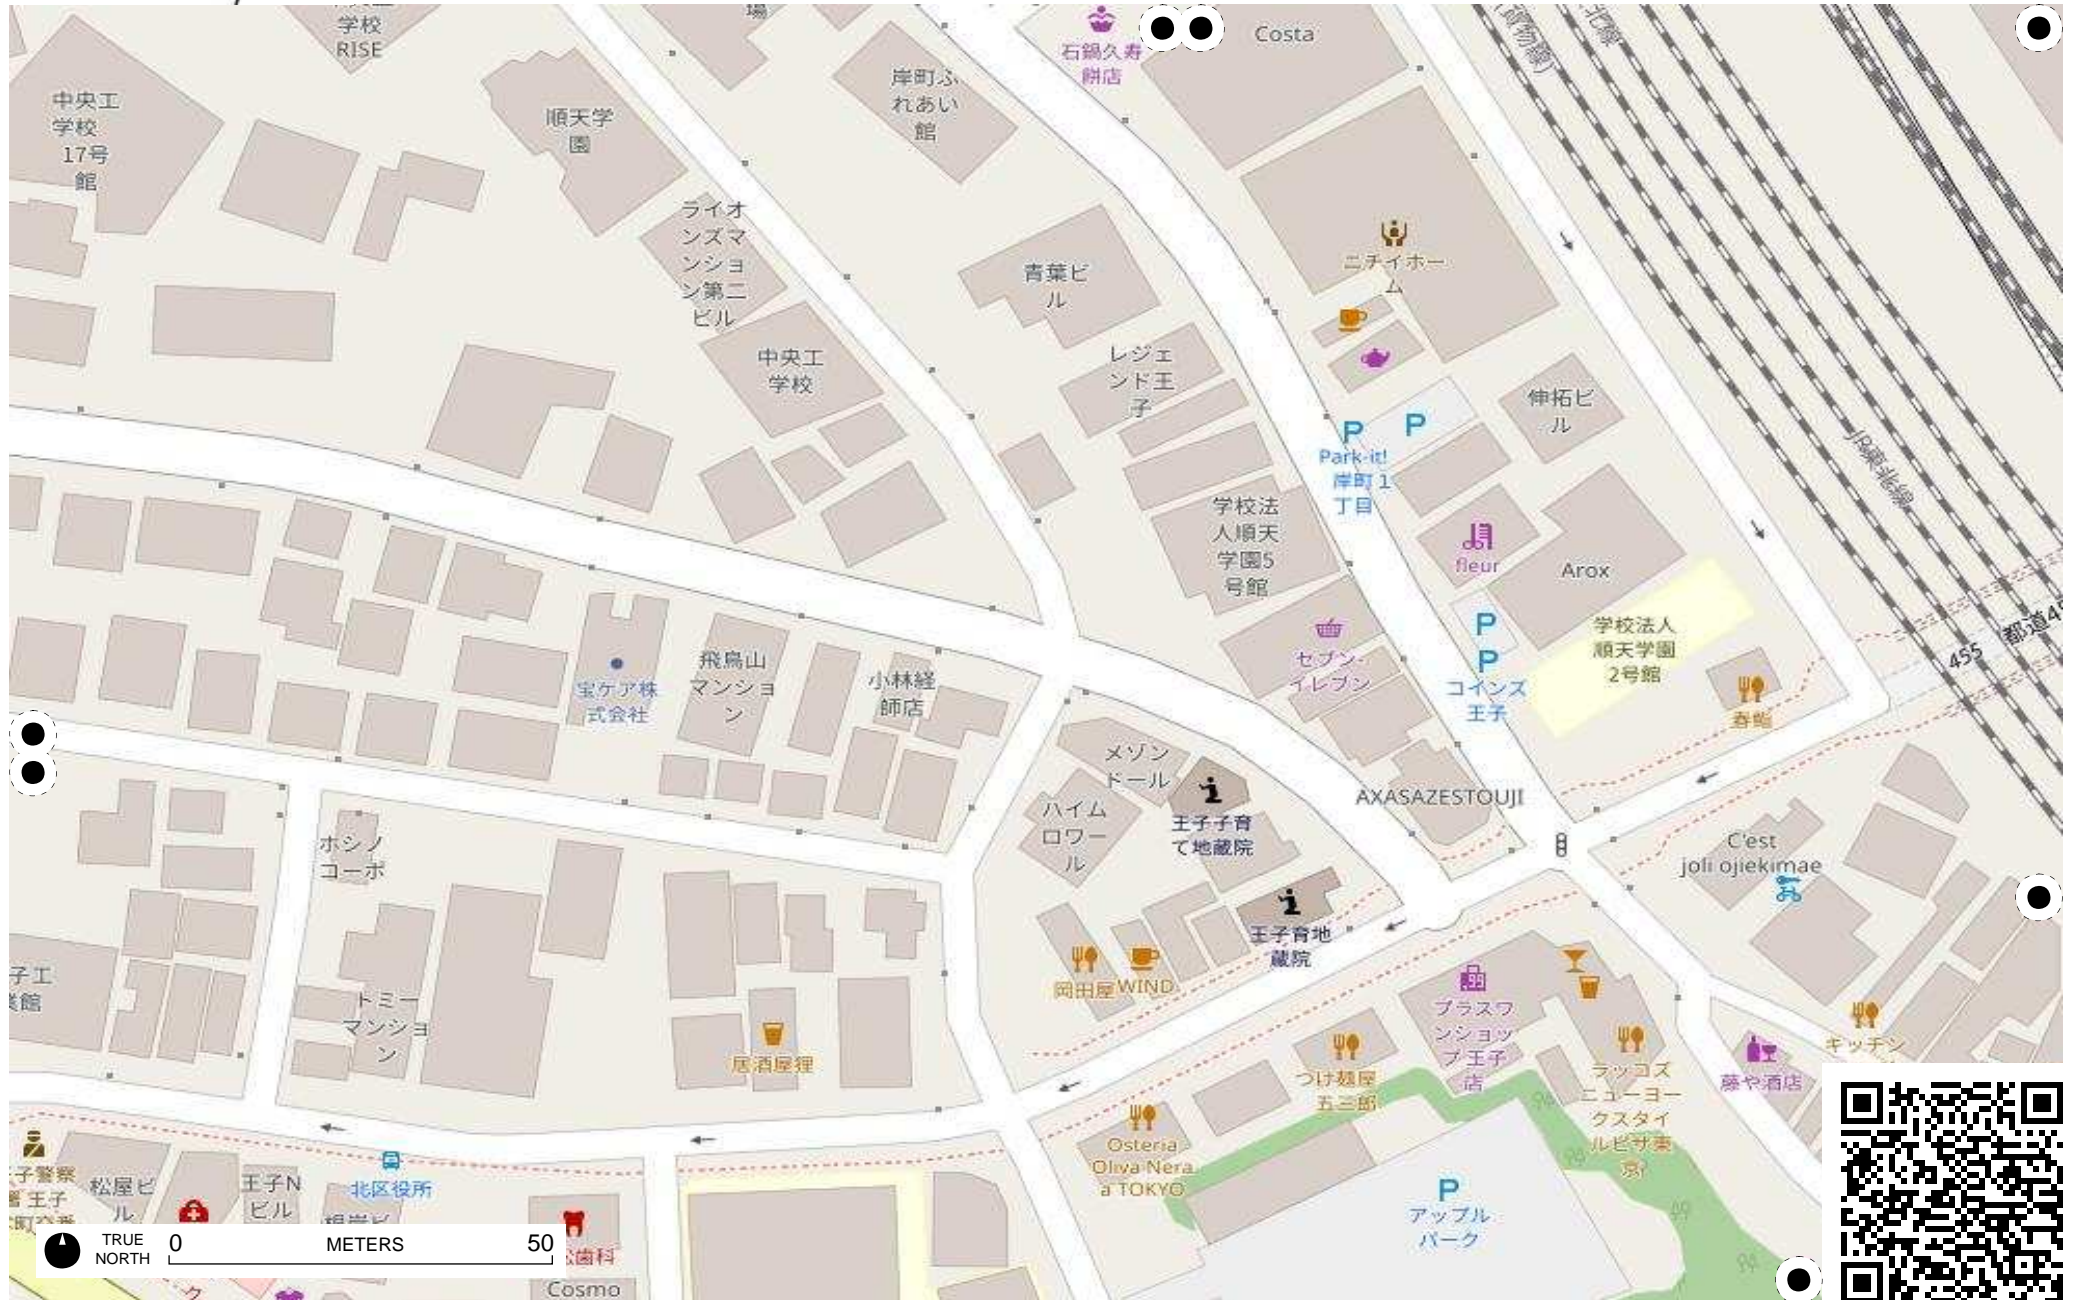 学校
RISE
場
石鍋久寿
餅店
Costa
中央工
学校
17号
館
順天学
園
岸町ふ
れあい
館
ライオ
ンズマ
ンショ
ン第二
ビル
青葉ビ
ル
ニチイホー
ム
中央工
学校
レジェ
ンド王
子
伸拓ビ
ル
Park-it!
岸町1
丁目
JR東北線
学校法
人順天
学園5
号館
fleur
Arox
学校法人
順天学園
2号館
455
セブン-
イレブン
コインズ
王子
宝ケア株
式会社
飛鳥山
マンショ
ン
小林経
師店
メゾン
ドール
ハイム
ロワー
ル
王子子育
て地蔵院
AXASAZESTOUJI
C'est
joli ojiekimae
ホシノ
コーポ
王子育地
蔵院
岡田屋
WIND
トミー
マンショ
ン
居酒屋狸
プラスワ
ンショッ
プ王子
店
つけ麺屋
五三郎
ラッコズ
ニューヨー
クスタイ
ルピザ東
京
キッチン
藤や酒店
Osteria
Oliva Nera
a TOKYO
アップル
パーク
松屋ビ
ル
王子N
ビル
北区役所
TRUE
NORTH
0
METERS
50
Cosmo